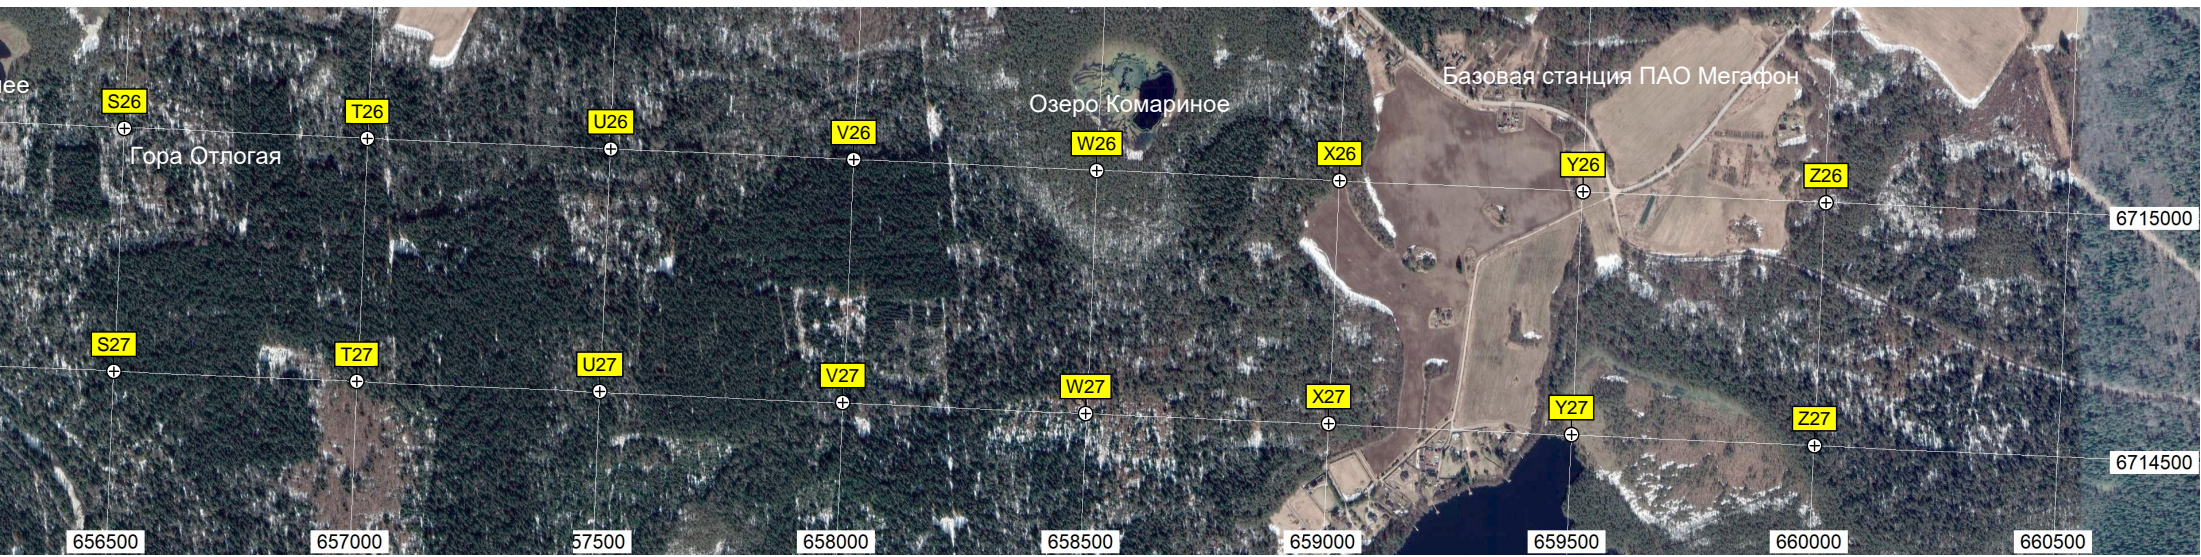 нее
Базовая станция ПАО Мегафон
S26
Озеро Комариное
T26
U26
V26
W26
Гора Отлогая
X26
Y26
Z26
6715000
S27
T27
U27
V27
W27
X27
Y27
Z27
6714500
656500
657000
57500
658000
658500
659000
659500
660000
660500